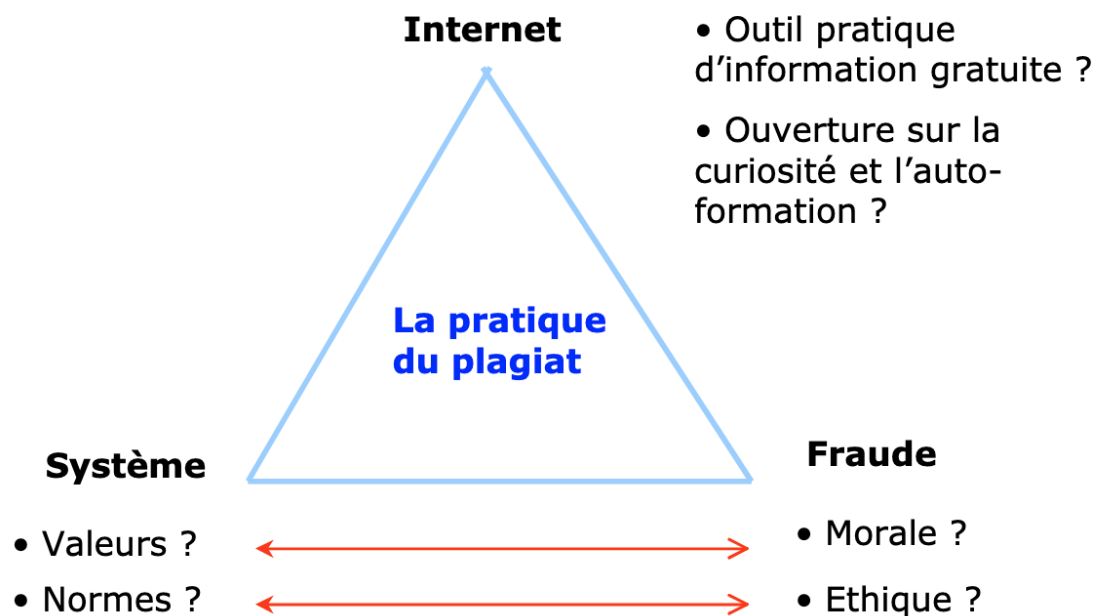 Internet
• Outil pratique
d’information gratuite ?
• Ouverture sur la
curiosité et l’auto-
formation ?
La pratique
du plagiat
Système
Fraude
• Valeurs ?
• Morale ?
• Normes ?
• Ethique ?